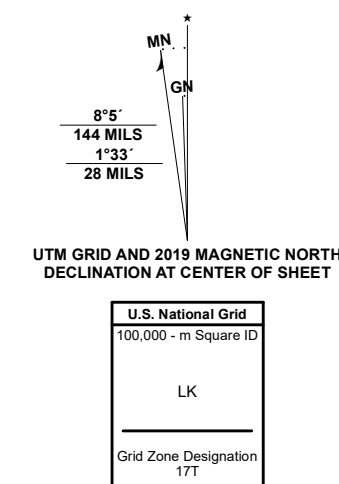 MN
GN
8°5´
144 MILS
1°33´
28 MILS
UTM GRID AND 2019 MAGNETIC NORTH
DECLINATION AT CENTER OF SHEET
U.S. National Grid
100,000 - m Square ID
LK
Grid Zone Designation
17T